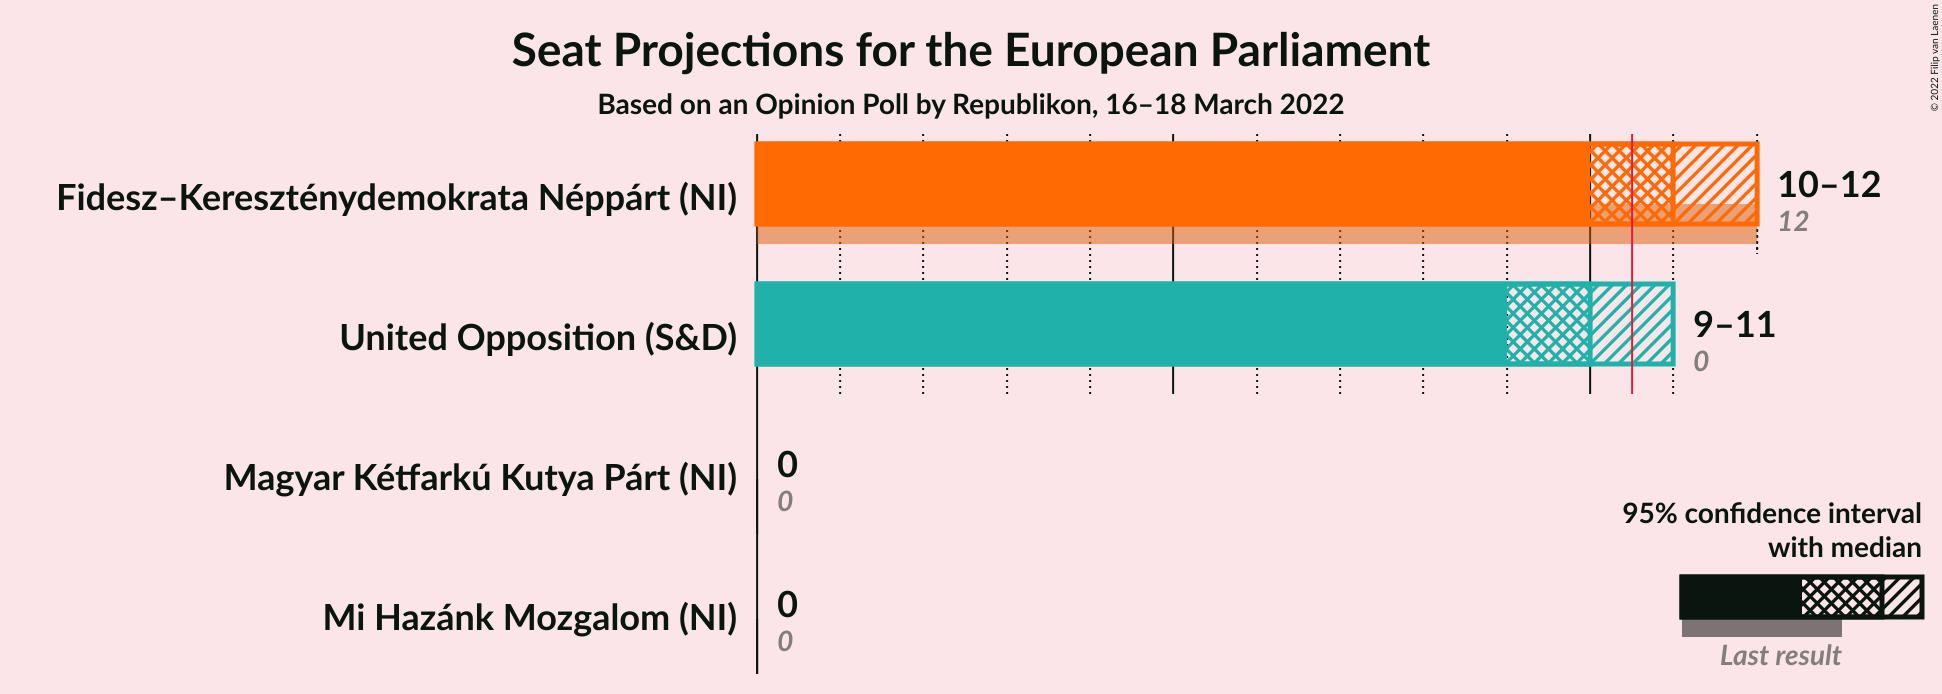 Seat Projections for the European Parliament
Based on an Opinion Poll by Republikon, 16–18 March 2022
© 2022 Filip van Laenen
Fidesz–Kereszténydemokrata Néppárt (NI)
10–12
12
United Opposition (S&D)
9–11
0
Magyar Kétfarkú Kutya Párt (NI)
0
0
Mi Hazánk Mozgalom (NI)
0
0
95% confidence interval
with median
Last result